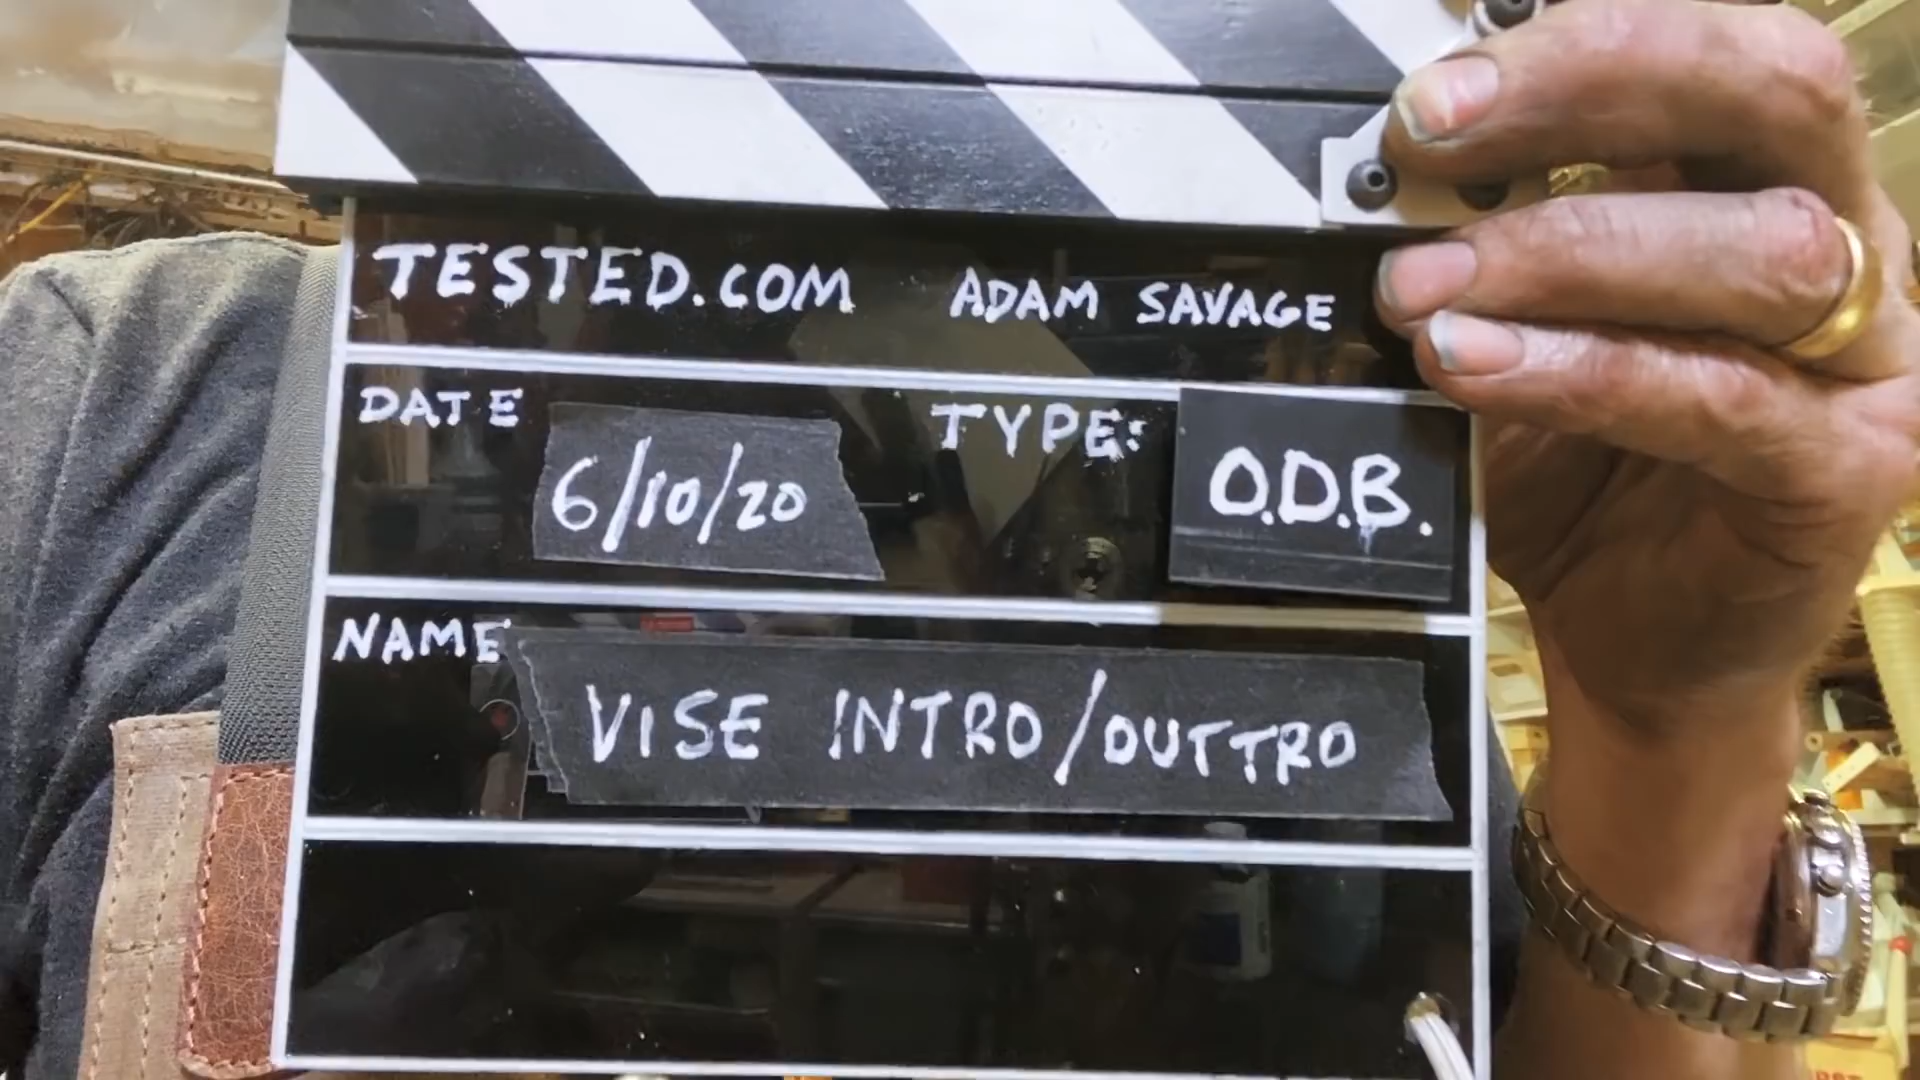 TESTED.COM ADAM SAVAGE
DATE 6/10/20 TYPE: O.D.B.
NAME VISE INTRO/OUTTRO